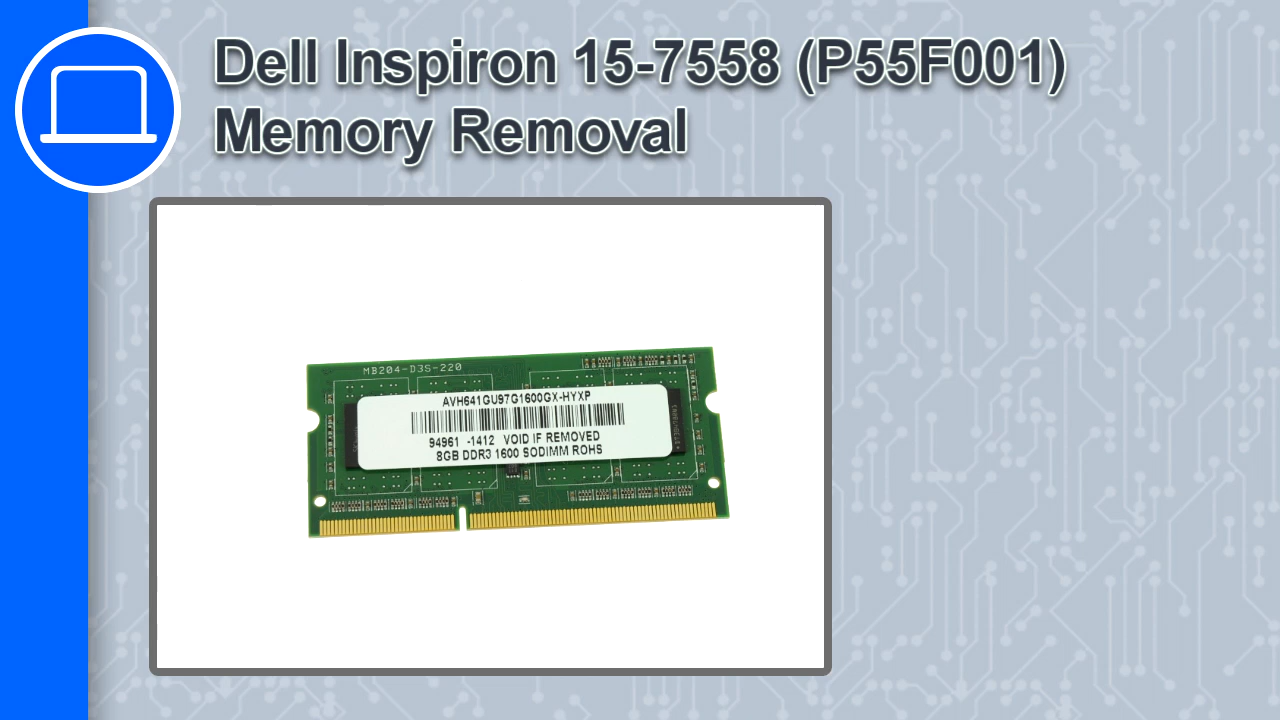 Dell Inspiron 15-7558 (P55F001)
Memory Removal
MB204-D3S-220
AVH641GU97G1600GX-HYXP
94961 -1412 VOID IF REMOVED
8GB DDR3 1600 SODIMM ROHS